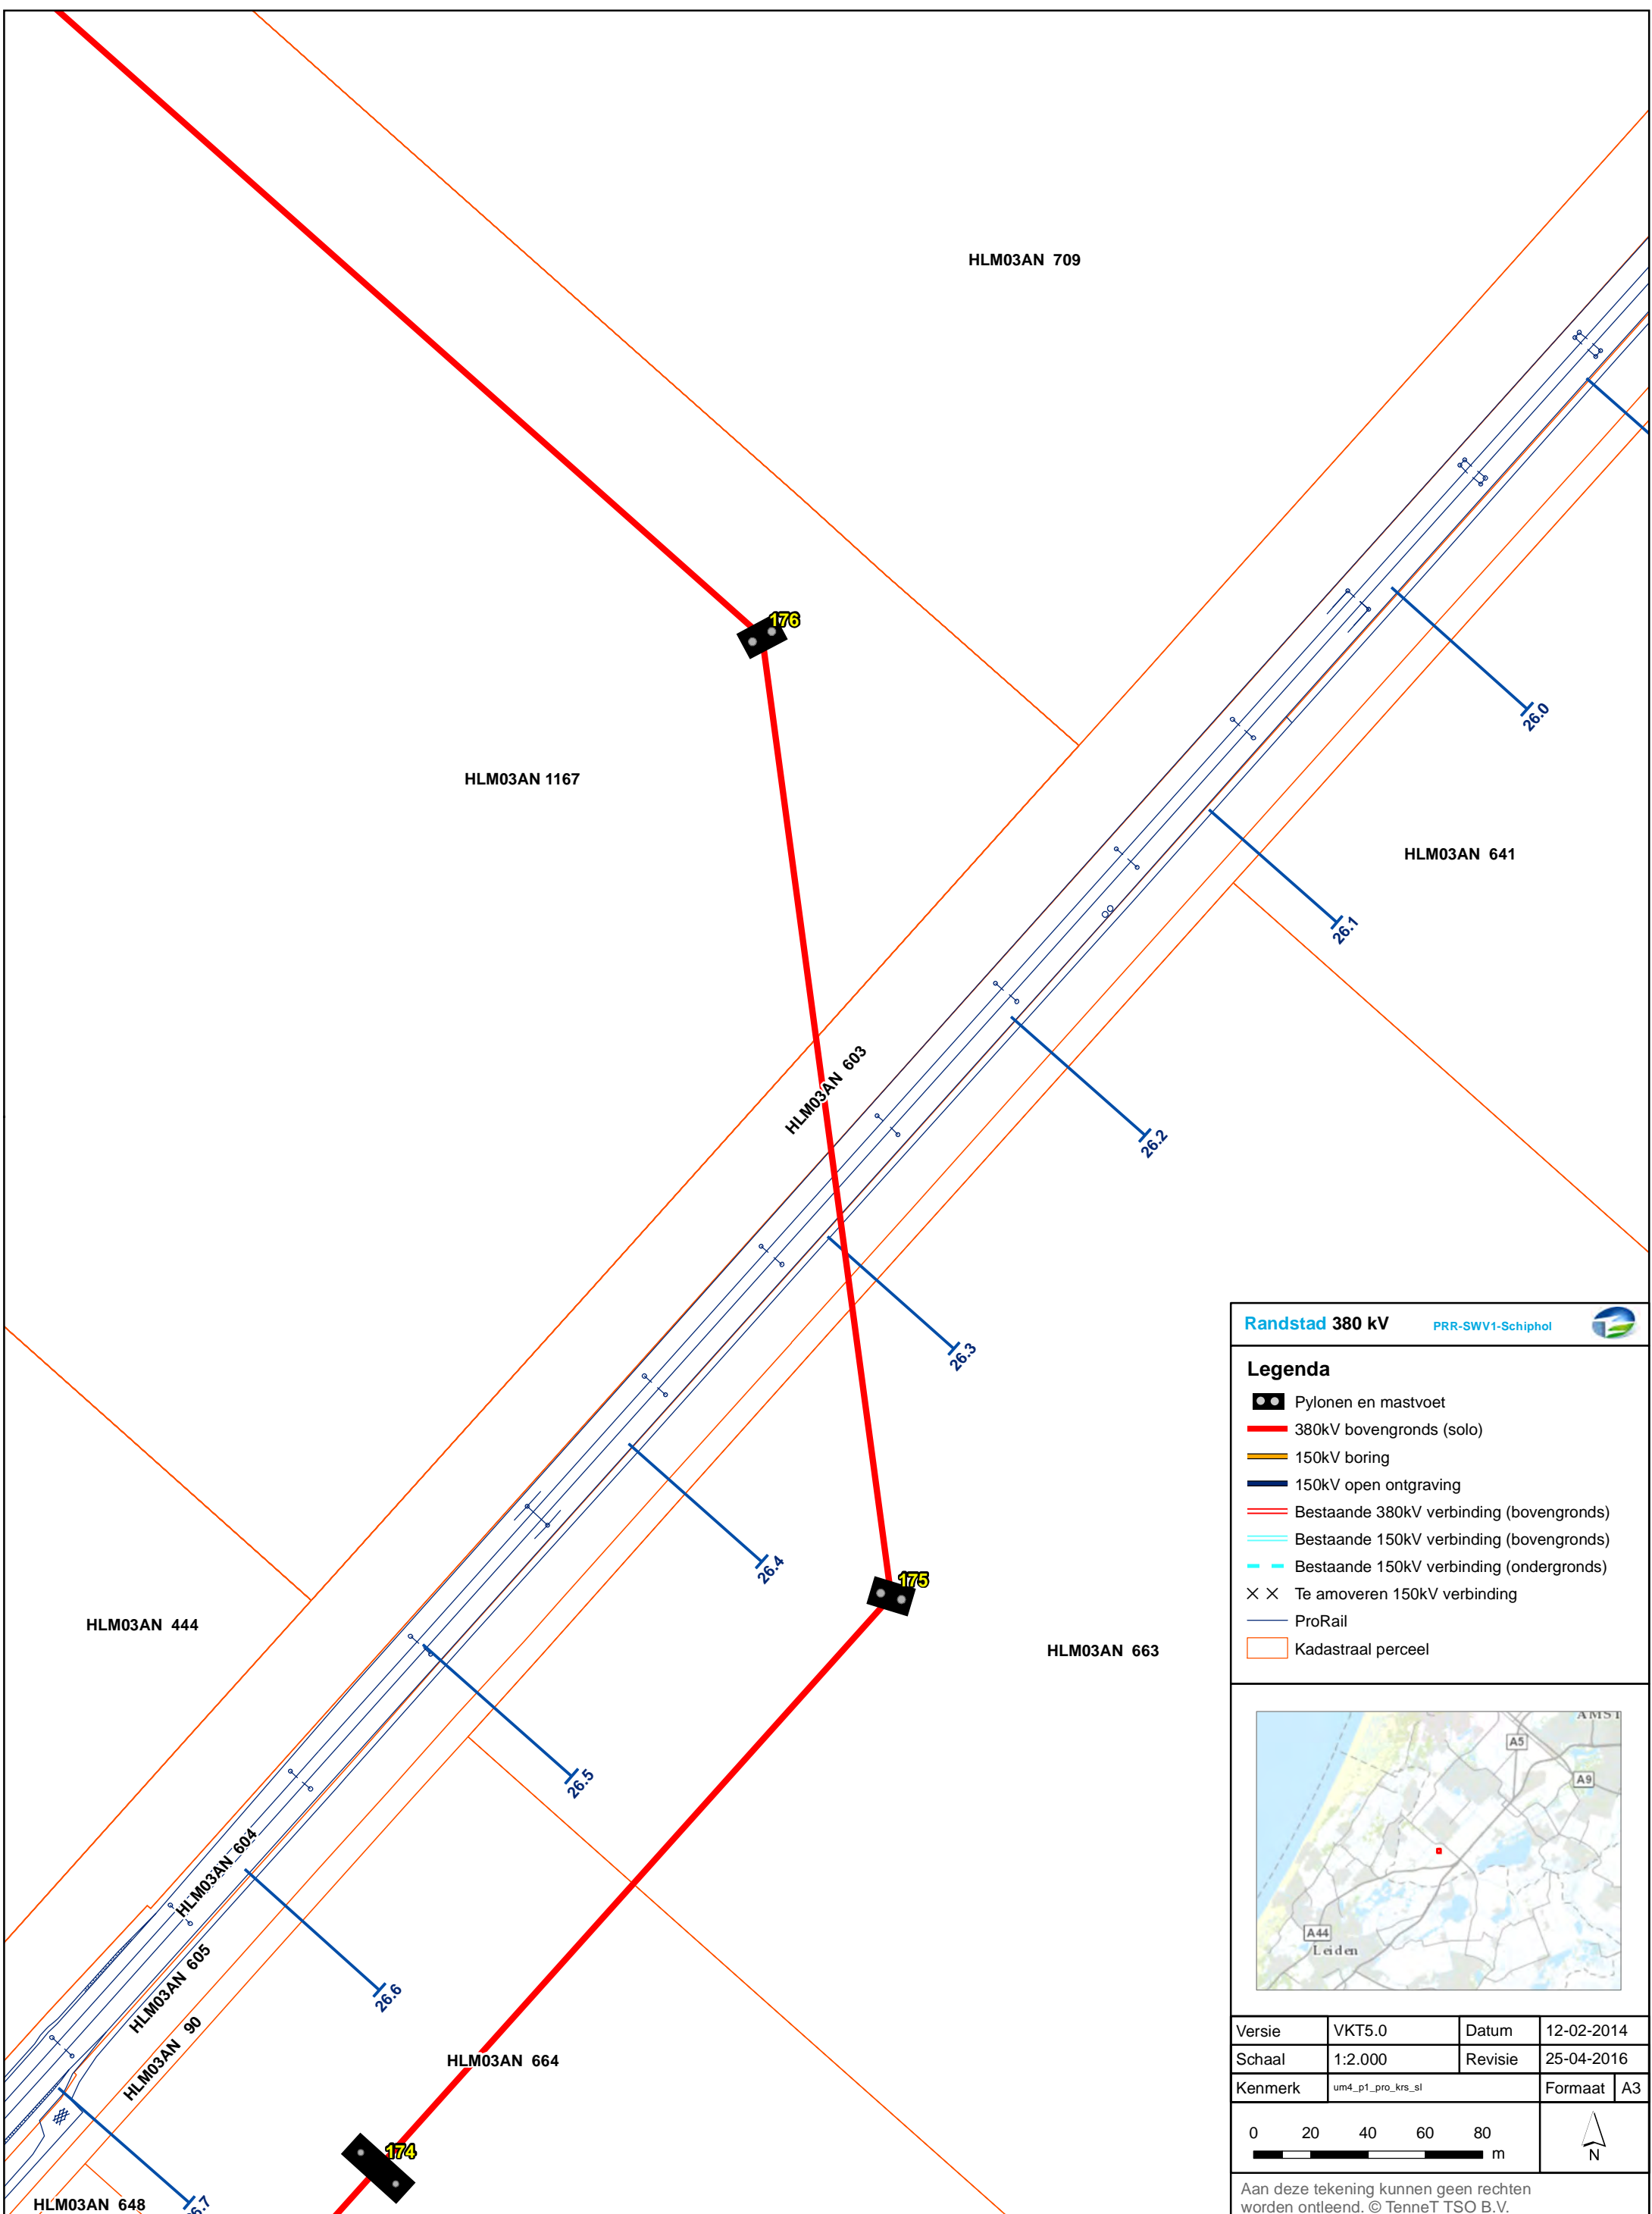 HLM03AN 709
176
HLM03AN 1167
26.0
HLM03AN 641
26.1
HLM03AN 603
26.2
26.3
26.4
175
HLM03AN 444
HLM03AN 663
26.5
HLM03AN 604
HLM03AN 605
26.6
HLM03AN 90
HLM03AN 664
174
HLM03AN 648
6.7
Randstad 380 kV PRR-SWV1-Schiphol
Legenda
Pylonen en mastvoet
380kV bovengronds (solo)
150kV boring
150kV open ontgraving
Bestaande 380kV verbinding (bovengronds)
Bestaande 150kV verbinding (bovengronds)
Bestaande 150kV verbinding (ondergronds)
Te amoveren 150kV verbinding
ProRail
Kadastraal perceel
AMST
A5
A9
A44
Leiden
Versie VKT5.0 Datum 12-02-2014
Schaal 1:2.000 Revisie 25-04-2016
Kenmerk um4_p1_pro_krs_sl Formaat A3
0 20 40 60 80
m
N
Aan deze tekening kunnen geen rechten
worden ontleend. © TenneT TSO B.V.